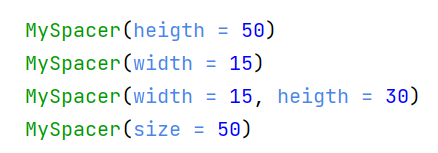 MySpacer(heigth = 50)
MySpacer(width = 15)
MySpacer(width = 15, heigth = 30)
MySpacer(size = 50)